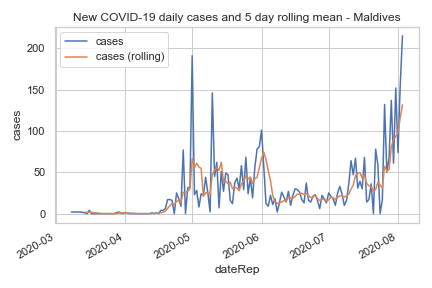 New COVID-19 daily cases and 5 day rolling mean - Maldives
cases
cases (rolling)
200
150
100
50
0
cases
2020-03
2020-04
2020-05
2020-06
2020-07
2020-08
dateRep